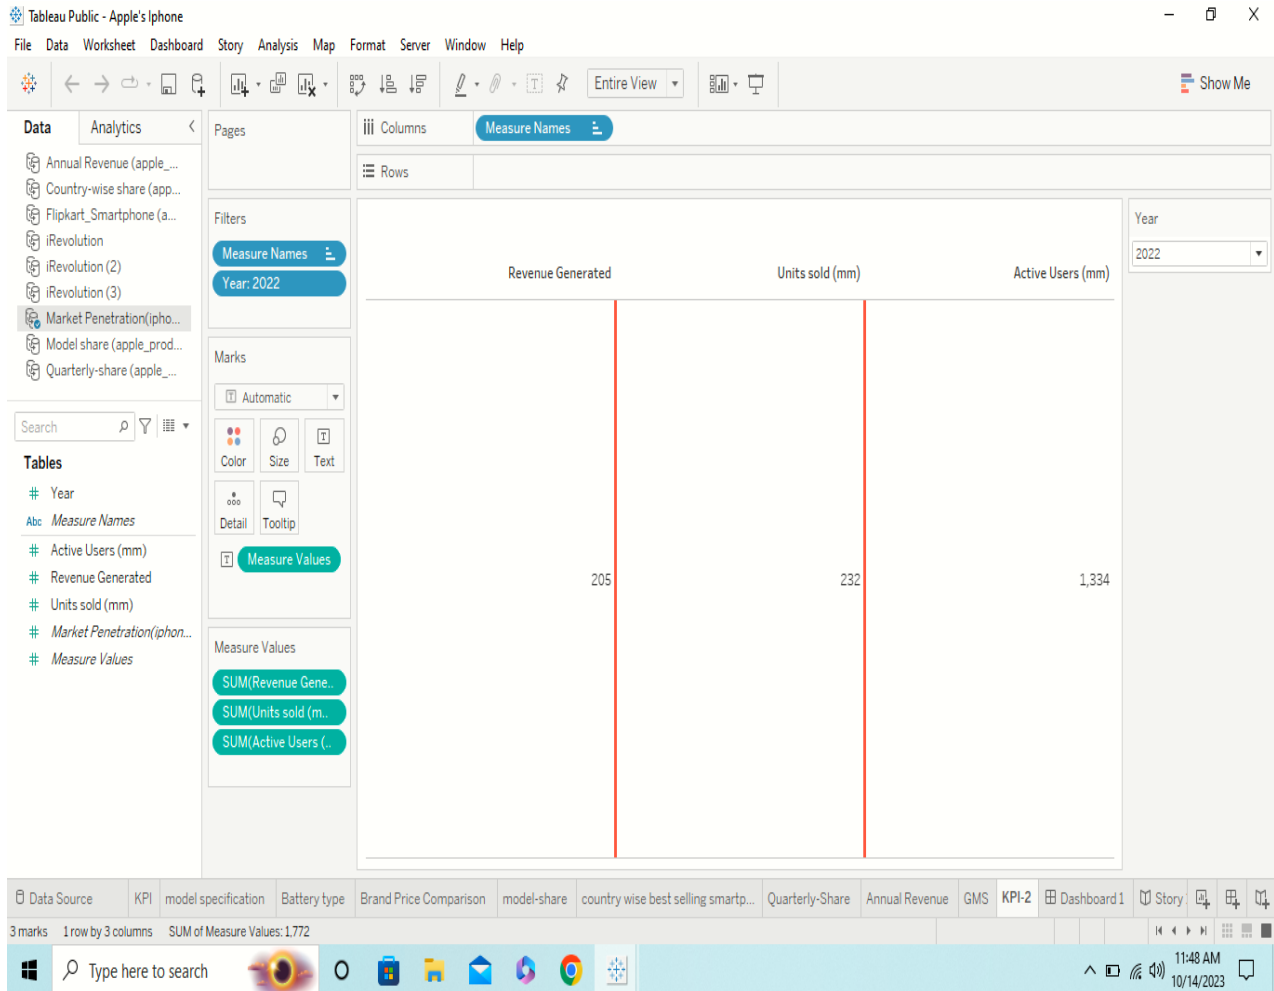 Tableau Public - Apple's Iphone
File Data Worksheet Dashboard Story Analysis Map Format Server Window Help
Entire View
Show Me
Data Analytics
Annual Revenue (apple_...
Country-wise share (app...
Flipkart_Smartphone (a...
iRevolution
iRevolution (2)
iRevolution (3)
Market Penetration(ipho...
Model share (apple_prod...
Quarterly-share (apple_...
Search
Tables
# Year
Abc Measure Names
# Active Users (mm)
# Revenue Generated
# Units sold (mm)
# Market Penetration(iphon...
# Measure Values
Pages
Filters
Measure Names
Year: 2022
Marks
T Automatic
Color Size T Text
Detail Tooltip
T Measure Values
Measure Values
SUM(Revenue Gene..
SUM(Units sold (m..
SUM(Active Users (..
Columns Measure Names
Rows
Revenue Generated Units sold (mm) Active Users (mm)
205 232 1,334
Year
2022
Data Source KPI model specification Battery type Brand Price Comparison model-share country wise best selling smartp... Quarterly-Share Annual Revenue GMS KPI-2 Dashboard 1 Story
3 marks 1 row by 3 columns SUM of Measure Values: 1,772
Type here to search
11:48 AM
10/14/2023